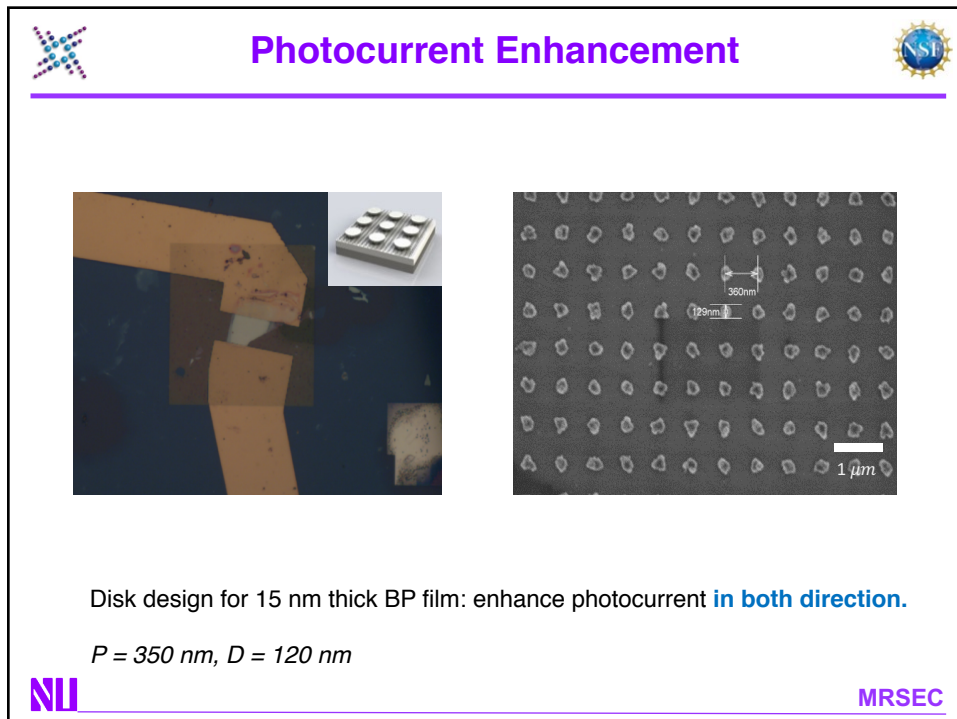 Photocurrent Enhancement
NSF
360nm
129nm
1 μm
Disk design for 15 nm thick BP film: enhance photocurrent in both direction.
P = 350 nm, D = 120 nm
NU
MRSEC